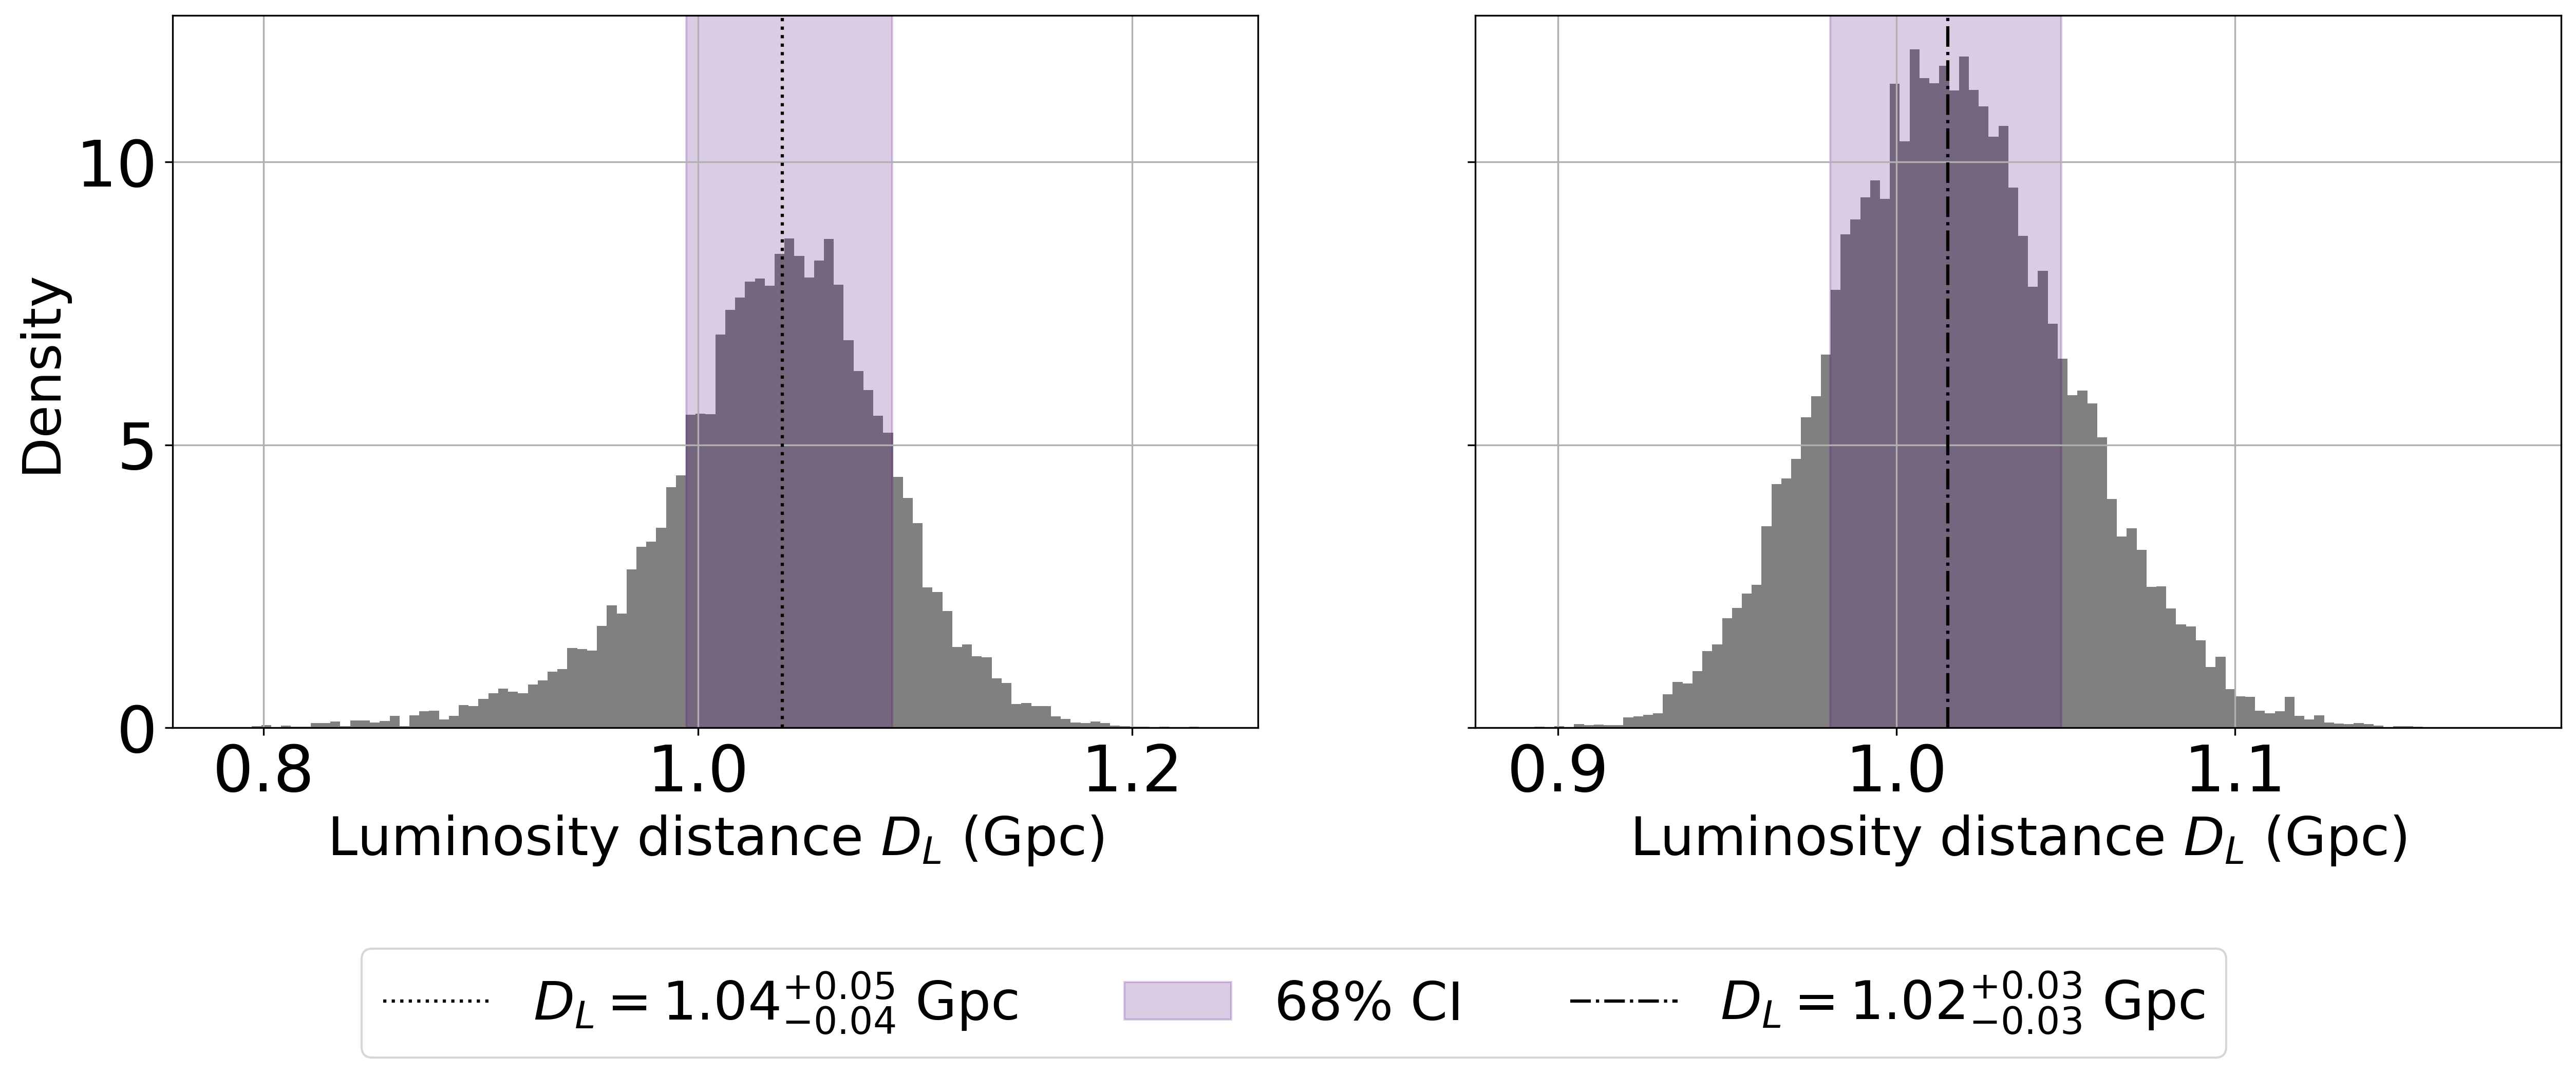 10
5
0
Density
0.8 1.0 1.2
Luminosity distance D_L (Gpc)
0.9 1.0 1.1
Luminosity distance D_L (Gpc)
D_L = 1.04^{+0.05}_{-0.04} Gpc
68% CI
D_L = 1.02^{+0.03}_{-0.03} Gpc